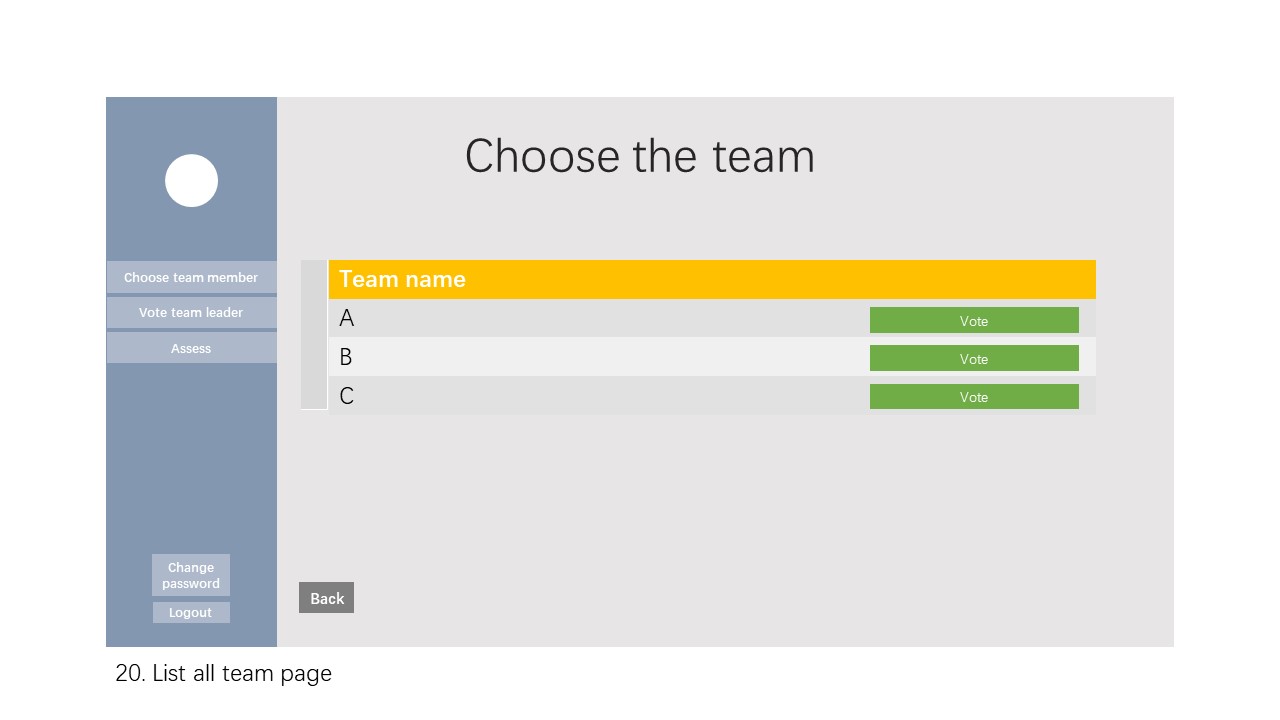 Choose the team
Choose team member
Vote team leader
Assess
Change
password
Logout
Team name
A Vote
B Vote
C Vote
Back
20. List all team page